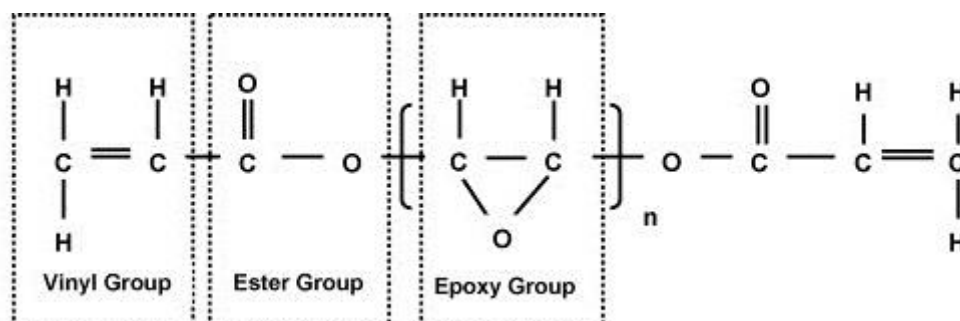 H H O H H O H H
C C C O C C O C C C
H O n H
Vinyl Group Ester Group Epoxy Group